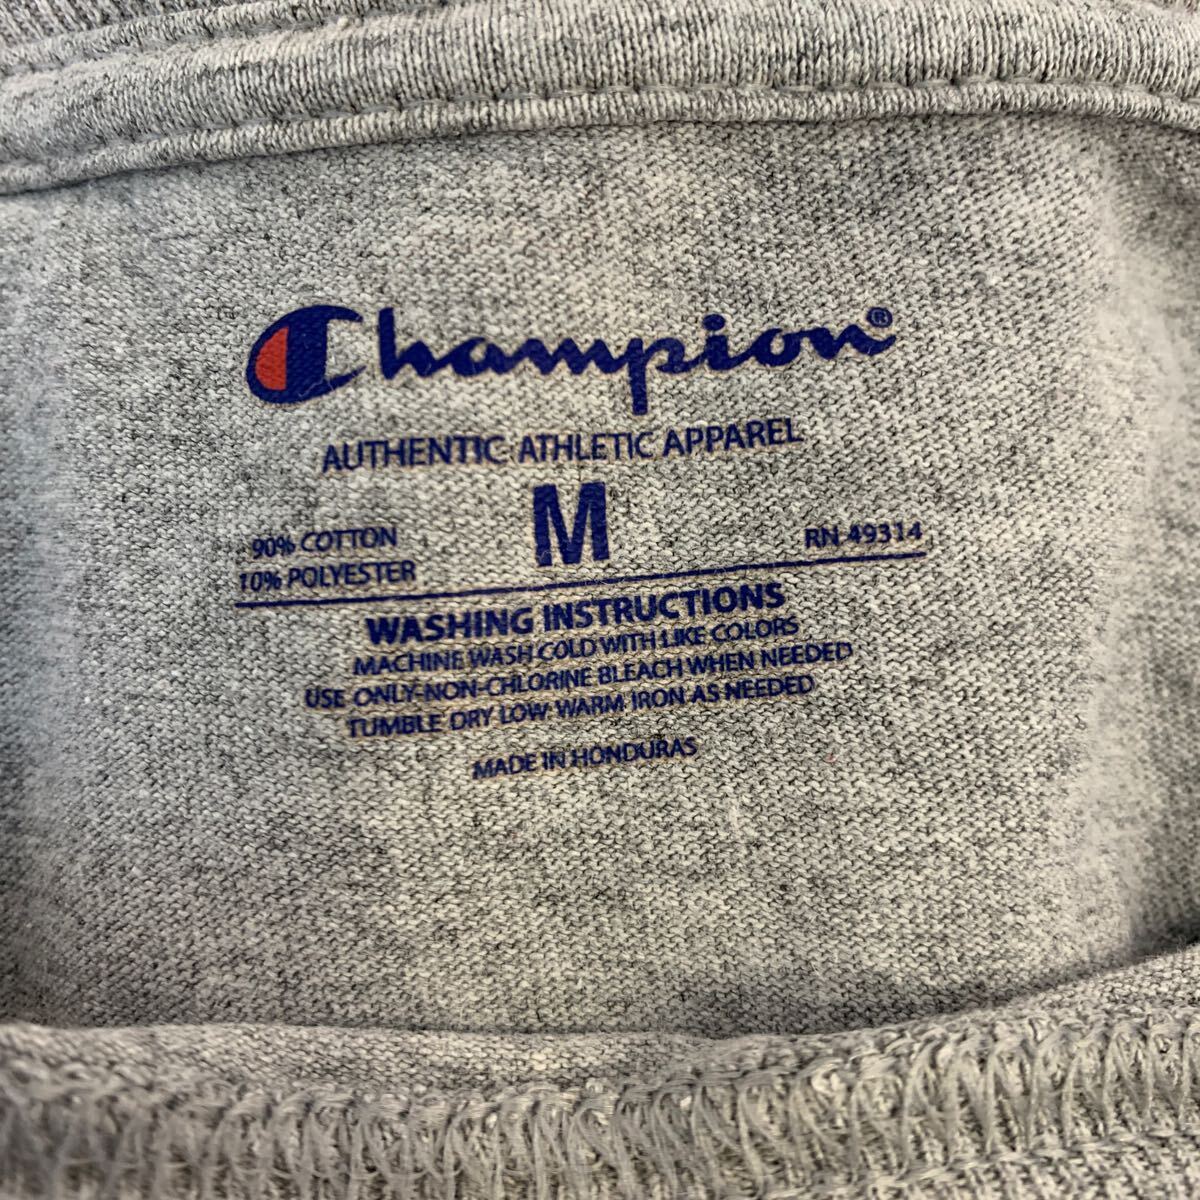 Champion®
AUTHENTIC ATHLETIC APPAREL
M
90% COTTON
10% POLYESTER
RN 49314
WASHING INSTRUCTIONS
MACHINE WASH COLD WITH LIKE COLORS
USE ONLY NON-CHLORINE BLEACH WHEN NEEDED
TUMBLE DRY LOW WARM IRON AS NEEDED
MADE IN HONDURAS